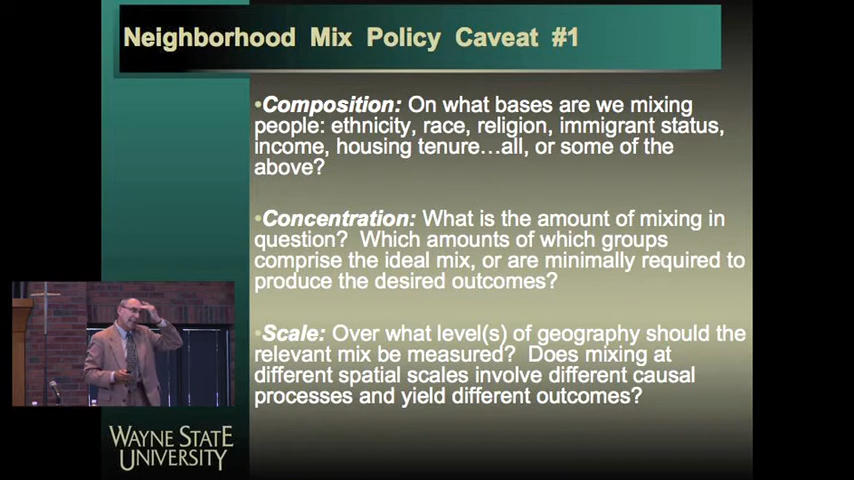 Neighborhood Mix Policy Caveat #1
•Composition: On what bases are we mixing
people: ethnicity, race, religion, immigrant status,
income, housing tenure…all, or some of the
above?
•Concentration: What is the amount of mixing in
question? Which amounts of which groups
comprise the ideal mix, or are minimally required to
produce the desired outcomes?
•Scale: Over what level(s) of geography should the
relevant mix be measured? Does mixing at
different spatial scales involve different causal
processes and yield different outcomes?
WAYNE STATE
UNIVERSITY